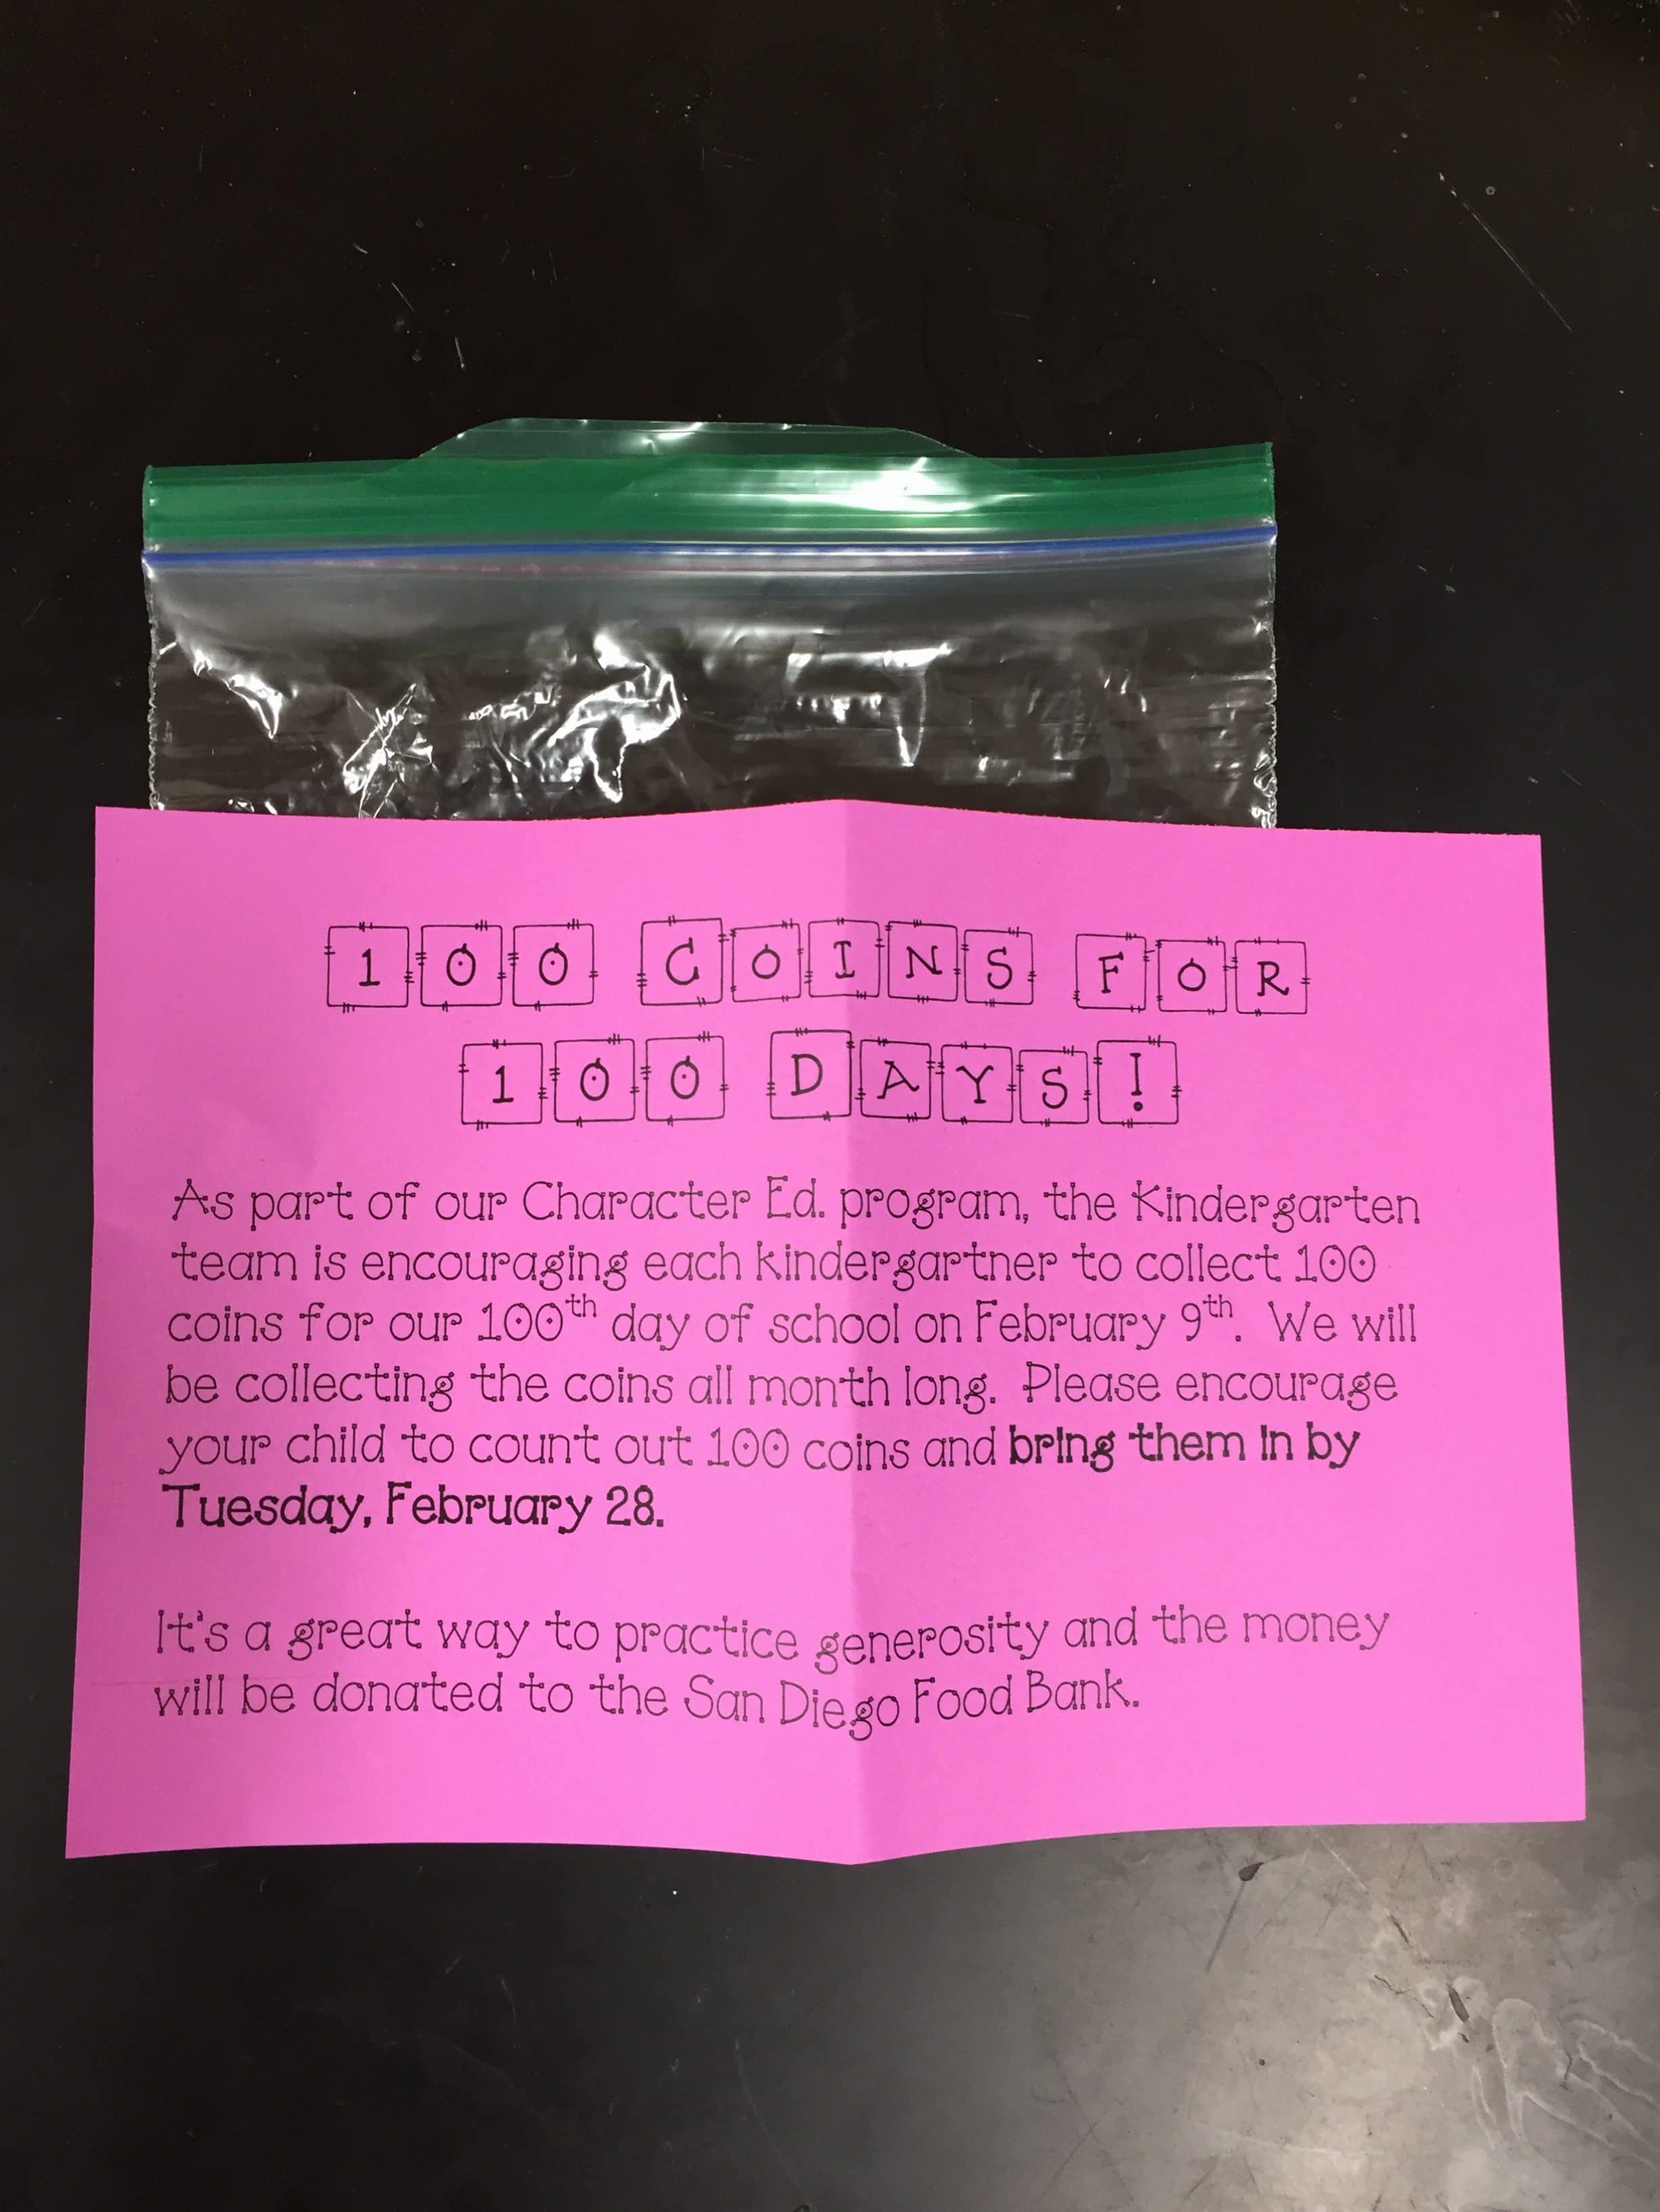 100 COINS FOR
100 DAYS!
As part of our Character Ed. program, the Kindergarten
team is encouraging each kindergartner to collect 100
coins for our 100th day of school on February 9th. We will
be collecting the coins all month long. Please encourage
your child to count out 100 coins and bring them in by
Tuesday, February 28.
It's a great way to practice generosity and the money
will be donated to the San Diego Food Bank.